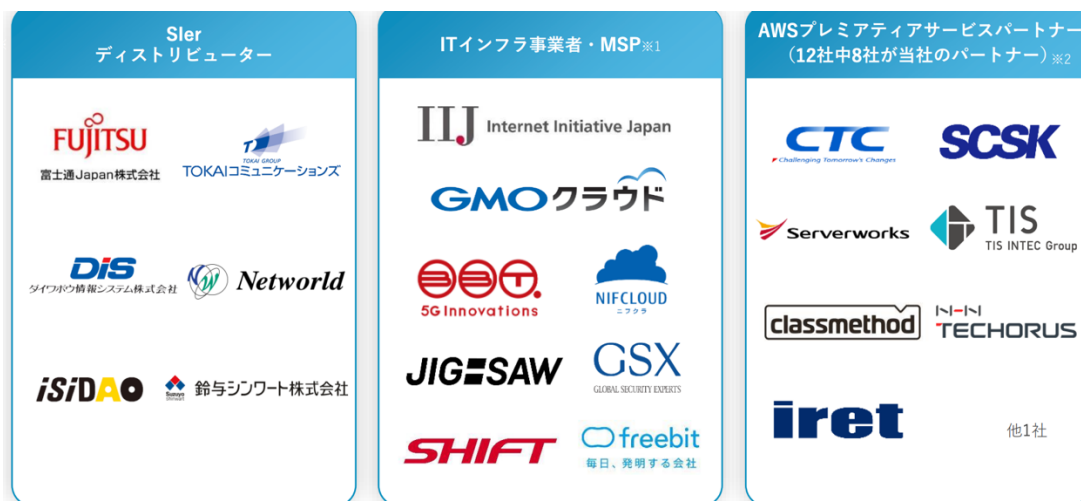 SIer
ディストリビューター
FUJITSU
富士通Japan株式会社
T
TOKAI GROUP
TOKAIコミュニケーションズ
DiS
ダイワボウ情報システム株式会社
NW
Networld
iSiDAO
Suzuyo
Shinwart
鈴与シンワート株式会社
ITインフラ事業者・MSP※1
IIJ Internet Initiative Japan
GMOクラウド
BBT.
5G Innovations
NIFCLOUD
ニフクラ
JIG=SAW
GSX
GLOBAL SECURITY EXPERTS
SHIFT
freebit
毎日、発明する会社
AWSプレミアティアサービスパートナー
（12社中8社が当社のパートナー）※2
CTC
Challenging Tomorrow's Changes
SCSK
Serverworks
TIS
TIS INTEC Group
classmethod
NHN
TECHORUS
iret
他1社